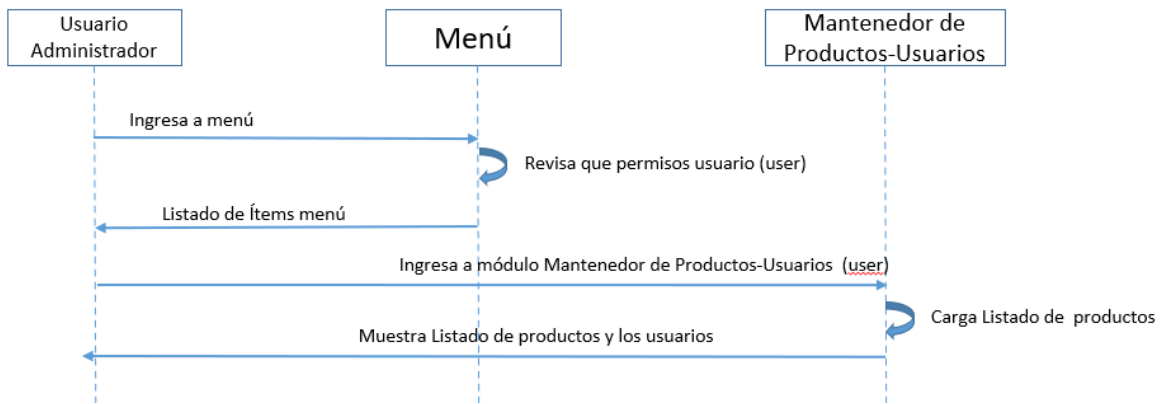 Usuario
Administrador
Menú
Mantenedor de
Productos-Usuarios
Ingresa a menú
Revisa que permisos usuario (user)
Listado de Ítems menú
Ingresa a módulo Mantenedor de Productos-Usuarios (user)
Carga Listado de productos
Muestra Listado de productos y los usuarios